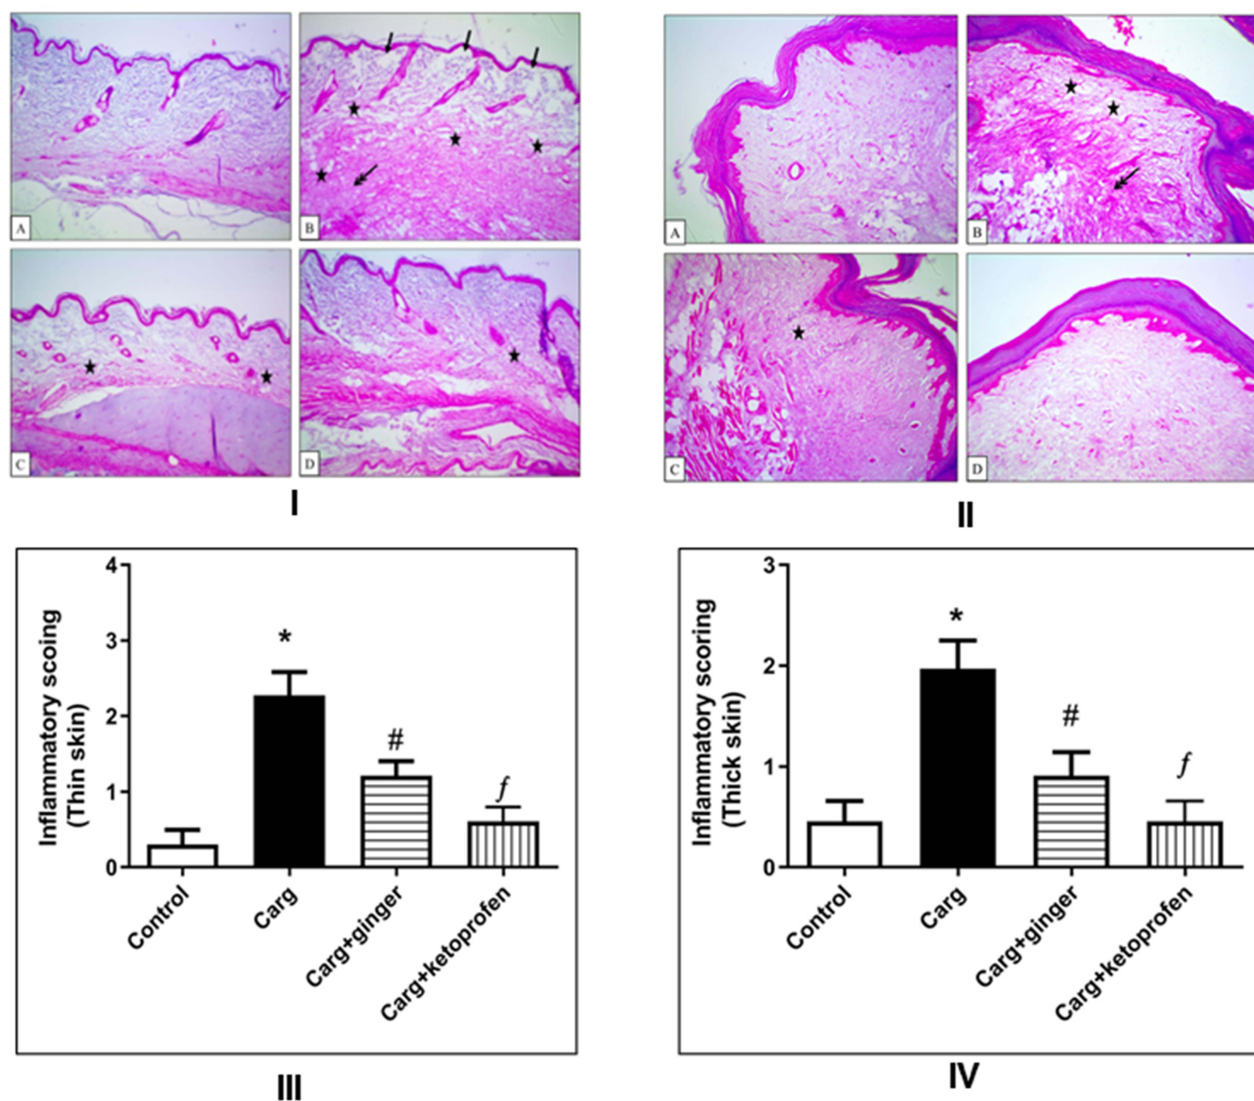 A
B
C
D
I
A
B
C
D
II
Inflammatory scoing
(Thin skin)
4
3
2
1
0
*
#
ƒ
Control
Carg
Carg+ginger
Carg+ketoprofen
III
Inflammatory scoring
(Thick skin)
3
2
1
0
*
#
ƒ
Control
Carg
Carg+ginger
Carg+ketoprofen
IV